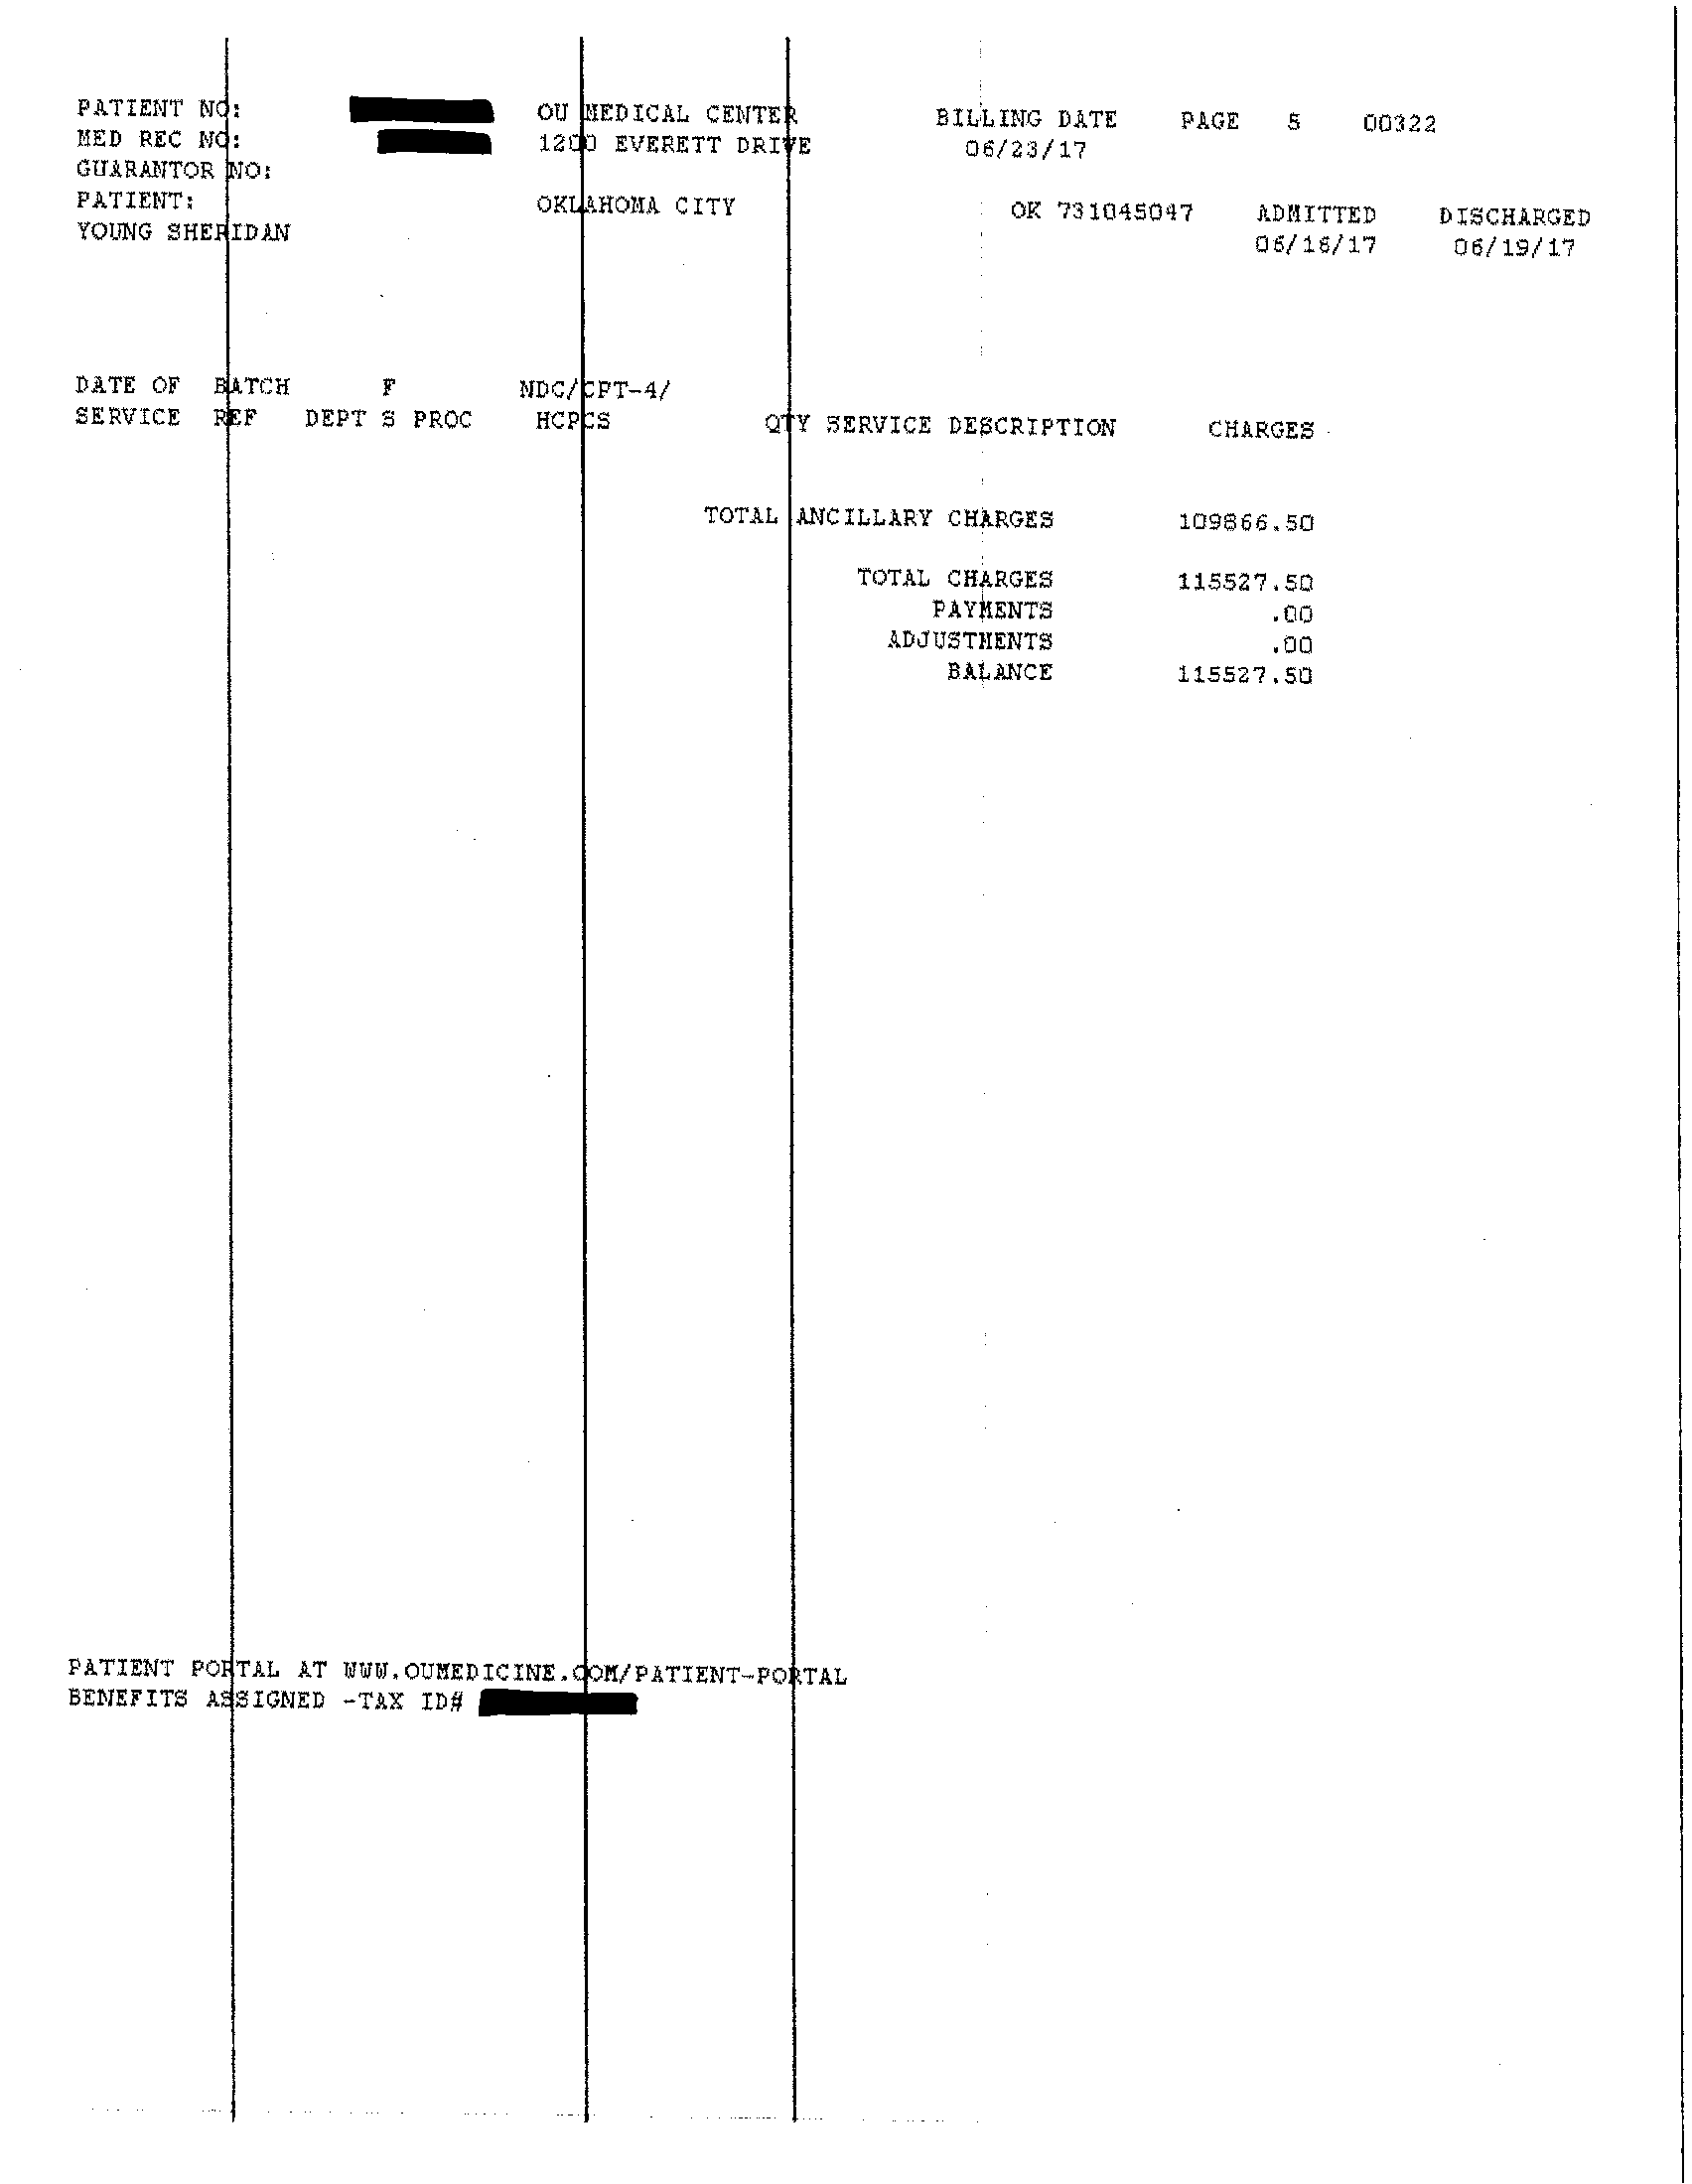 PATIENT NO: OU MEDICAL CENTER BILLING DATE PAGE 5 00322
MED REC NO: 1200 EVERETT DRIVE 06/23/17
GUARANTOR NO:
PATIENT: OKLAHOMA CITY OK 731045047 ADMITTED DISCHARGED
YOUNG SHERIDAN 06/16/17 06/19/17
DATE OF BATCH F NDC/CPT-4/
SERVICE REF DEPT S PROC HCPCS QTY SERVICE DESCRIPTION CHARGES
TOTAL ANCILLARY CHARGES 109866.50
TOTAL CHARGES 115527.50
PAYMENTS .00
ADJUSTMENTS .00
BALANCE 115527.50
PATIENT PORTAL AT WWW.OUMEDICINE.COM/PATIENT-PORTAL
BENEFITS ASSIGNED -TAX ID#